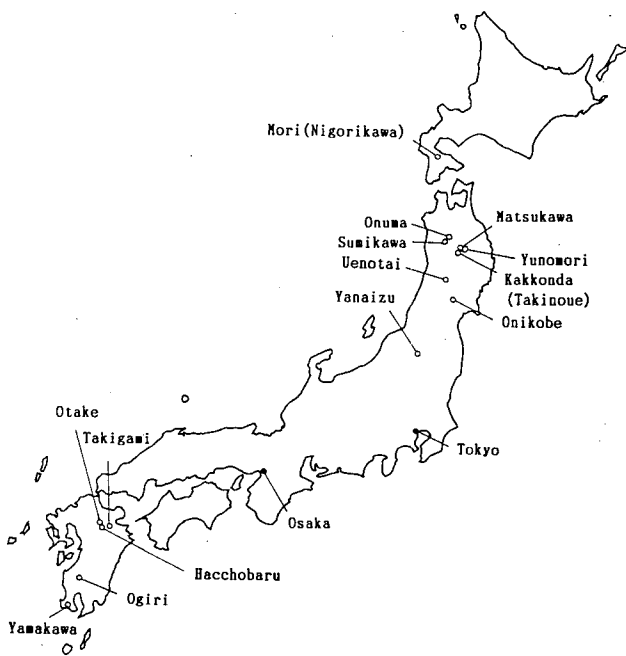 Mori(Nigorikawa)
Onuma
Matsukawa
Sumikawa
Yunomori
Uenotai
Kakkonda
(Takinoue)
Yanaizu
Onikobe
Otake
Takigami
Tokyo
Osaka
Hacchobaru
Ogiri
Yamakawa